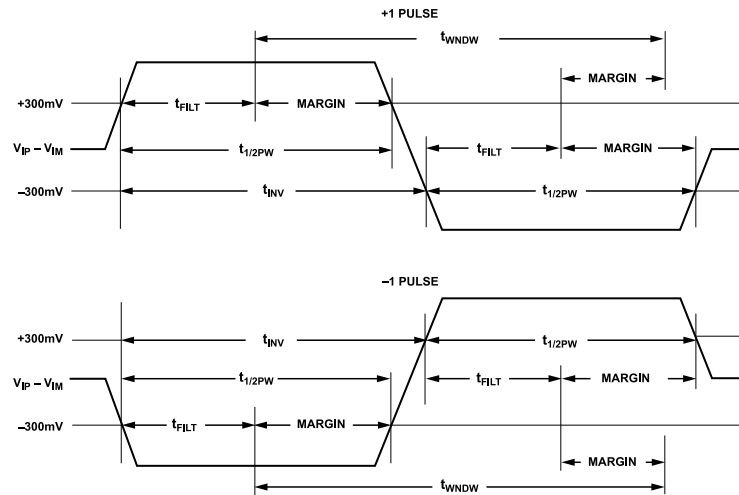 +1 PULSE
tWNDW
MARGIN
+300mV
tFILT
MARGIN
VIP – VIM
t1/2PW
tFILT
MARGIN
–300mV
tINV
t1/2PW
–1 PULSE
+300mV
tINV
t1/2PW
VIP – VIM
t1/2PW
tFILT
MARGIN
–300mV
tFILT
MARGIN
MARGIN
tWNDW